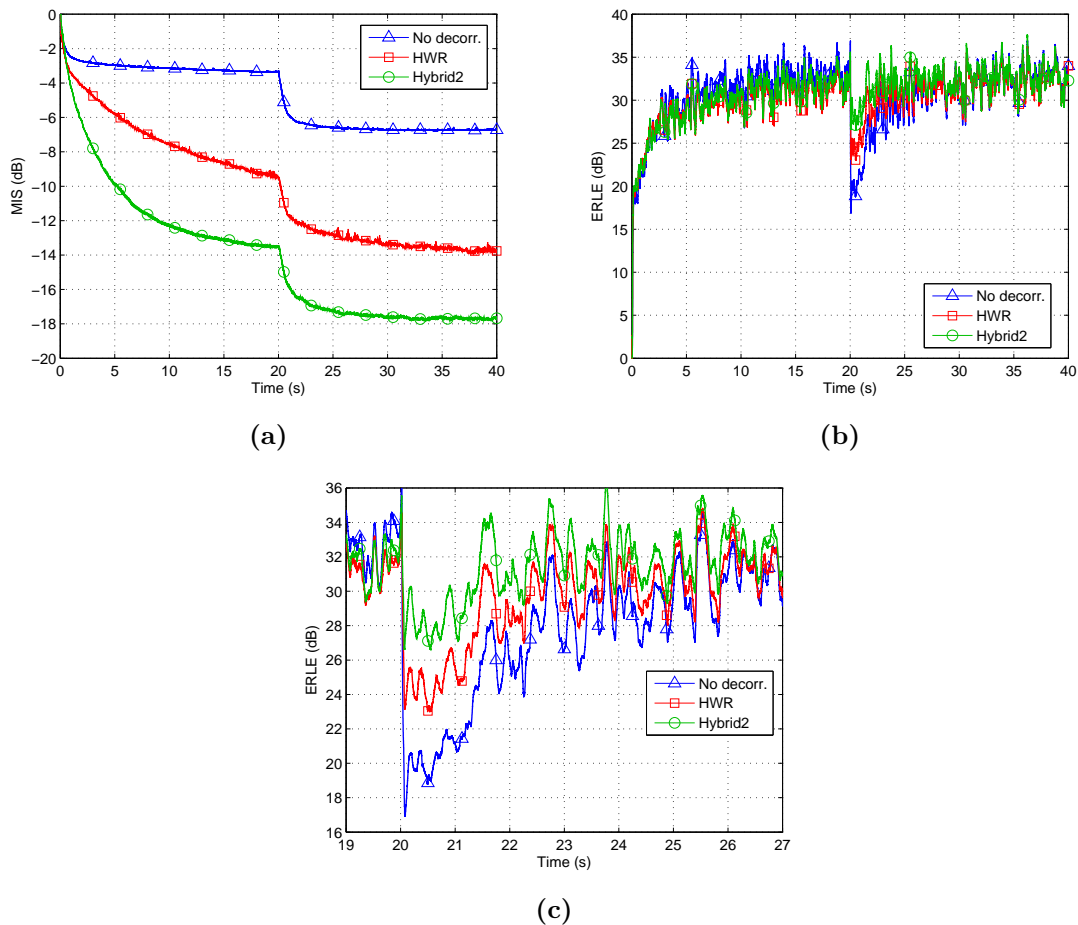 0
−2
−4
−6
−8
−10
−12
−14
−16
−18
−20
MIS (dB)
No decorr.
HWR
Hybrid2
0 5 10 15 20 25 30 35 40
Time (s)
(a)
40
35
30
25
20
15
10
5
0
ERLE (dB)
No decorr.
HWR
Hybrid2
0 5 10 15 20 25 30 35 40
Time (s)
(b)
36
34
32
30
28
26
24
22
20
18
16
ERLE (dB)
No decorr.
HWR
Hybrid2
19 20 21 22 23 24 25 26 27
Time (s)
(c)